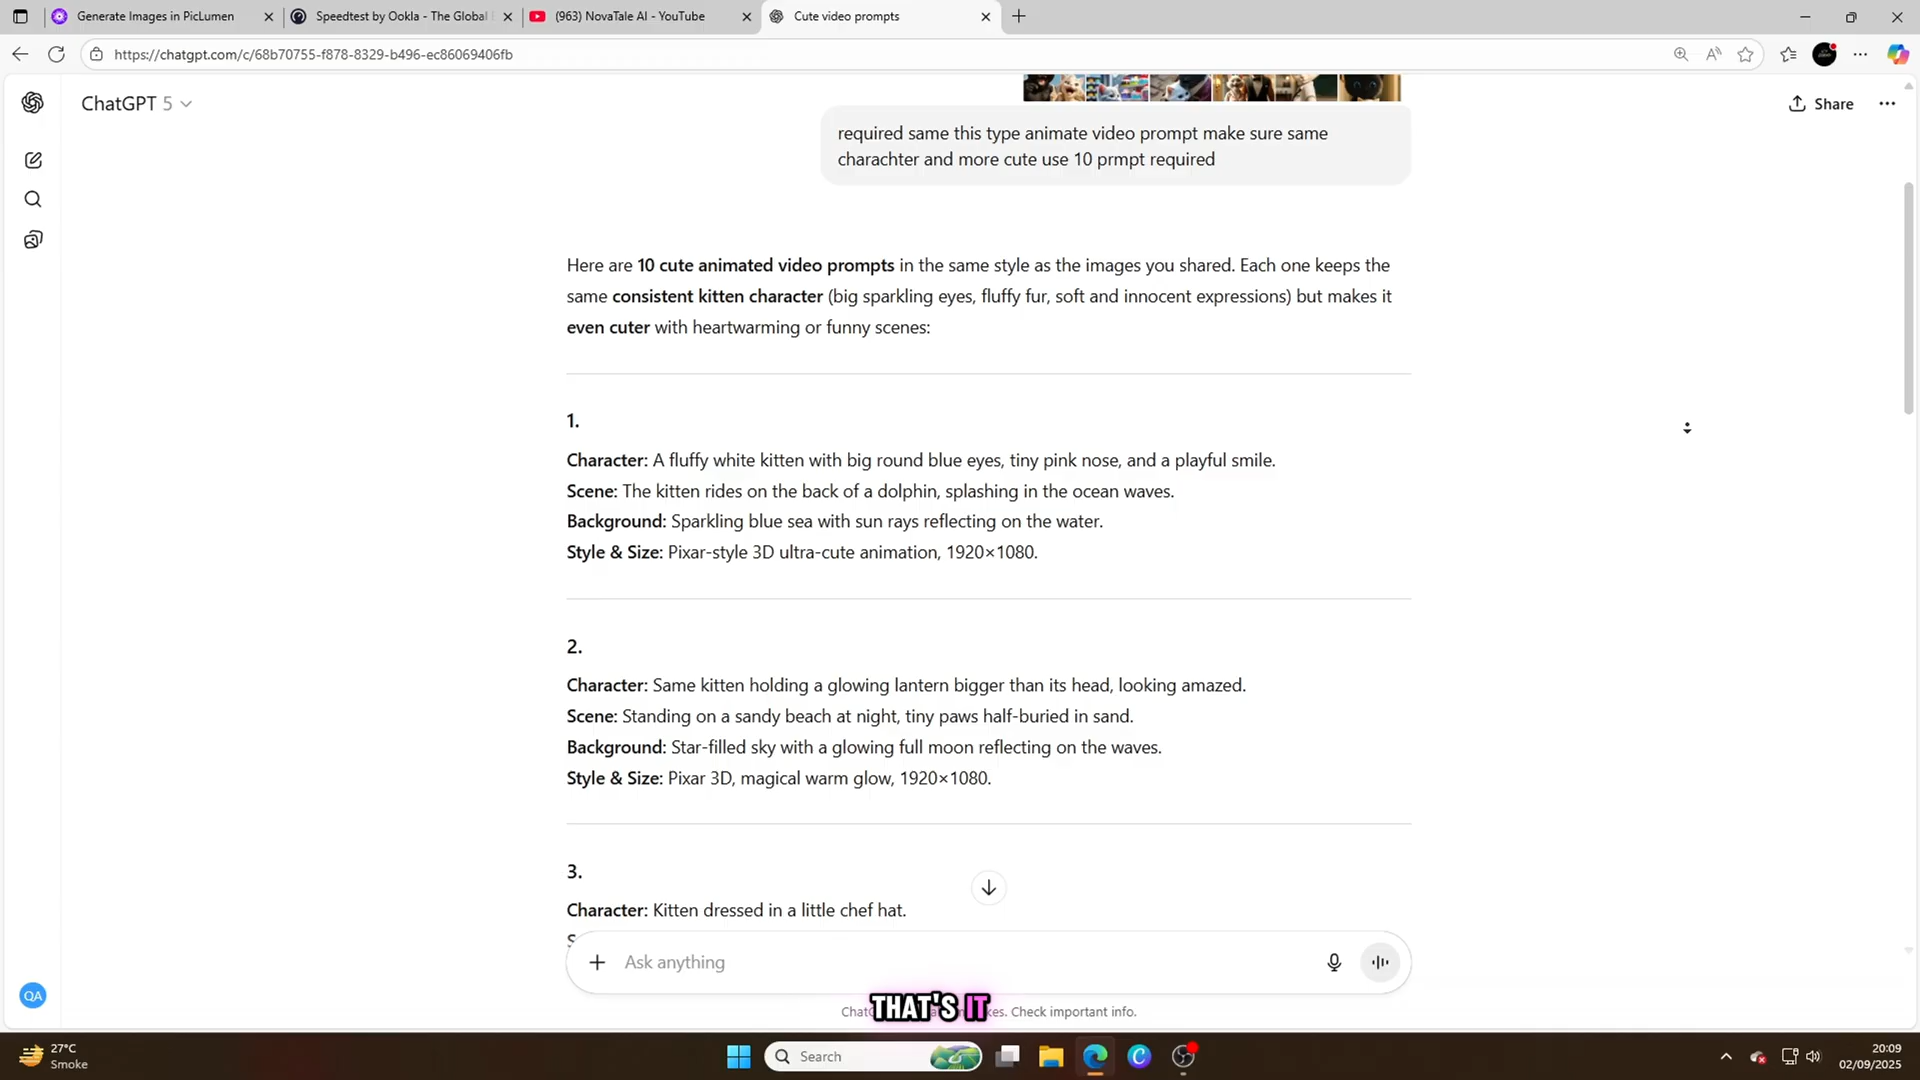 Generate Images in PicLumen
Speedtest by Ookla - The Global
(963) NovaTale AI - YouTube
Cute video prompts
https://chatgpt.com/c/68b70755-f878-8329-b496-ec86069406fb
ChatGPT 5
Share
required same this type animate video prompt make sure same
charachter and more cute use 10 prmpt required
Here are 10 cute animated video prompts in the same style as the images you shared. Each one keeps the
same consistent kitten character (big sparkling eyes, fluffy fur, soft and innocent expressions) but makes it
even cuter with heartwarming or funny scenes:
1.
Character: A fluffy white kitten with big round blue eyes, tiny pink nose, and a playful smile.
Scene: The kitten rides on the back of a dolphin, splashing in the ocean waves.
Background: Sparkling blue sea with sun rays reflecting on the water.
Style & Size: Pixar-style 3D ultra-cute animation, 1920×1080.
2.
Character: Same kitten holding a glowing lantern bigger than its head, looking amazed.
Scene: Standing on a sandy beach at night, tiny paws half-buried in sand.
Background: Star-filled sky with a glowing full moon reflecting on the waves.
Style & Size: Pixar 3D, magical warm glow, 1920×1080.
3.
Character: Kitten dressed in a little chef hat.
Ask anything
QA
THAT'S IT
Check important info.
27°C
Smoke
Search
20:09
02/09/2025